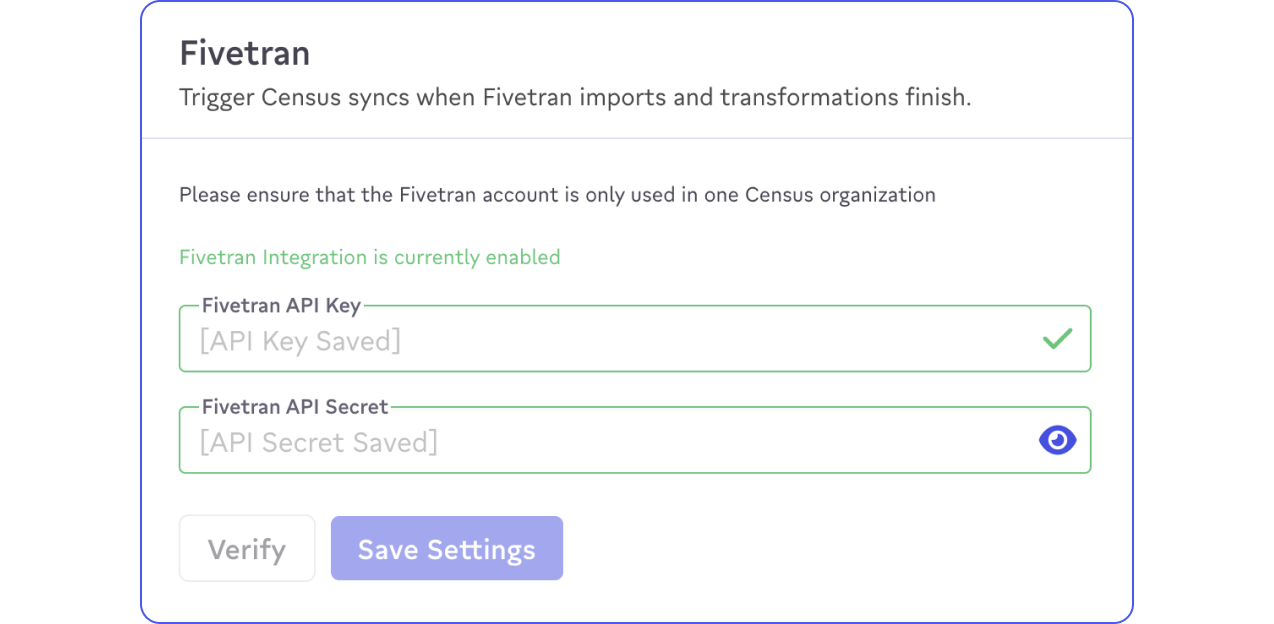 Fivetran
Trigger Census syncs when Fivetran imports and transformations finish.
Please ensure that the Fivetran account is only used in one Census organization
Fivetran Integration is currently enabled
Fivetran API Key
[API Key Saved]
Fivetran API Secret
[API Secret Saved]
Verify
Save Settings